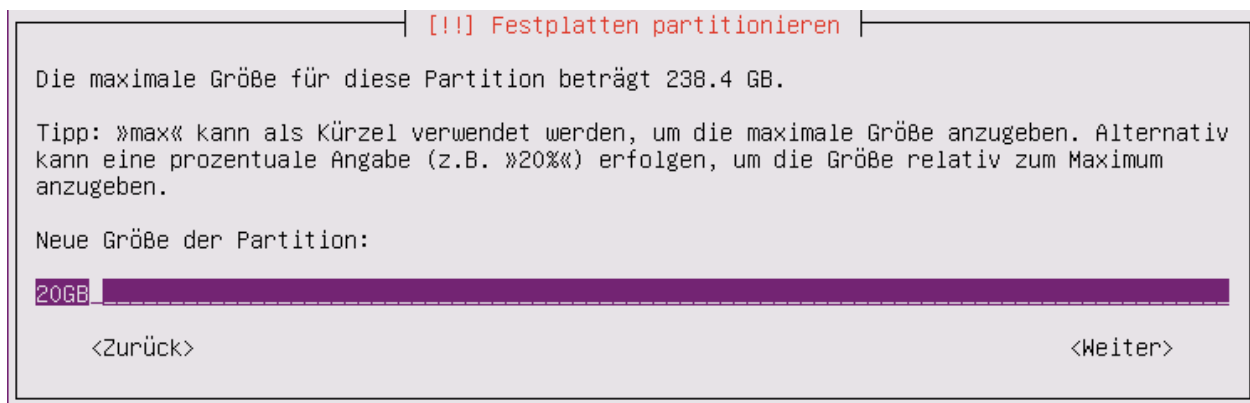 [!!] Festplatten partitionieren
Die maximale Größe für diese Partition beträgt 238.4 GB.
Tipp: »max« kann als Kürzel verwendet werden, um die maximale Größe anzugeben. Alternativ
kann eine prozentuale Angabe (z.B. »20%«) erfolgen, um die Größe relativ zum Maximum
anzugeben.
Neue Größe der Partition:
20GB
<Zurück> <Weiter>